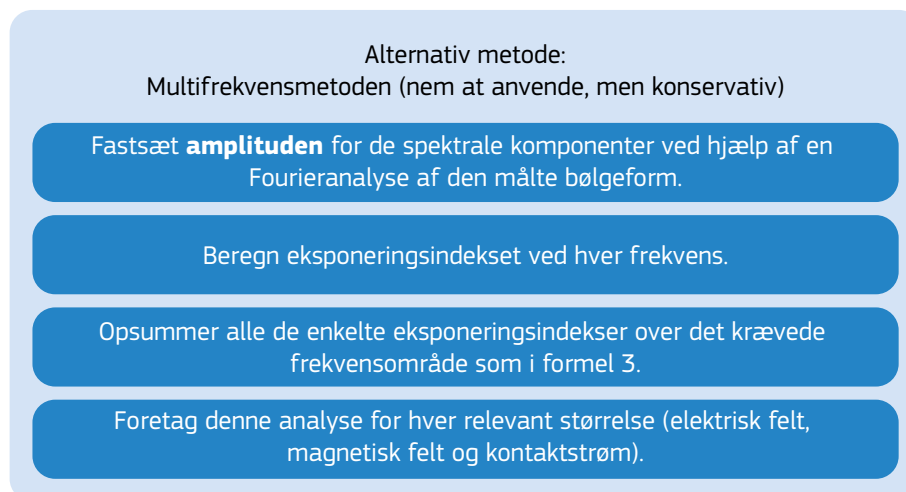 Alternativ metode:
Multifrekvensmetoden (nem at anvende, men konservativ)
Fastsæt amplituden for de spektrale komponenter ved hjælp af en
Fourieranalyse af den målte bølgeform.
Beregn eksponeringsindekset ved hver frekvens.
Opsummer alle de enkelte eksponeringsindekser over det krævede
frekvensområde som i formel 3.
Foretag denne analyse for hver relevant størrelse (elektrisk felt,
magnetisk felt og kontaktstrøm).